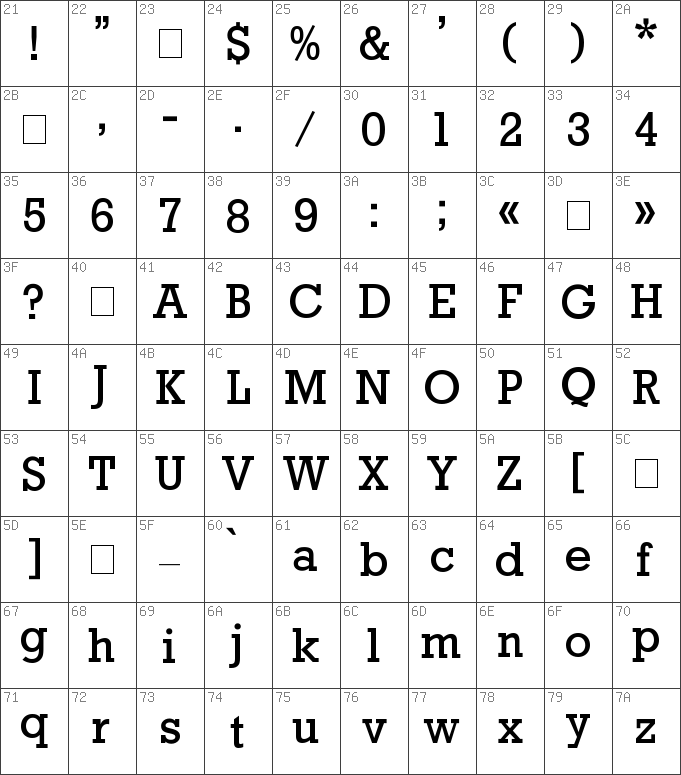 21 22 23 24 25 26 27 28 29 2A
! ” □ $ % & ’ ( ) *
2B 2C 2D 2E 2F 30 31 32 33 34
□ , - . / 0 1 2 3 4
35 36 37 38 39 3A 3B 3C 3D 3E
5 6 7 8 9 : ; « □ »
3F 40 41 42 43 44 45 46 47 48
? □ A B C D E F G H
49 4A 4B 4C 4D 4E 4F 50 51 52
I J K L M N O P Q R
53 54 55 56 57 58 59 5A 5B 5C
S T U V W X Y Z [ □
5D 5E 5F 60 61 62 63 64 65 66
] □ _ ` a b c d e f
67 68 69 6A 6B 6C 6D 6E 6F 70
g h i j k l m n o p
71 72 73 74 75 76 77 78 79 7A
q r s t u v w x y z